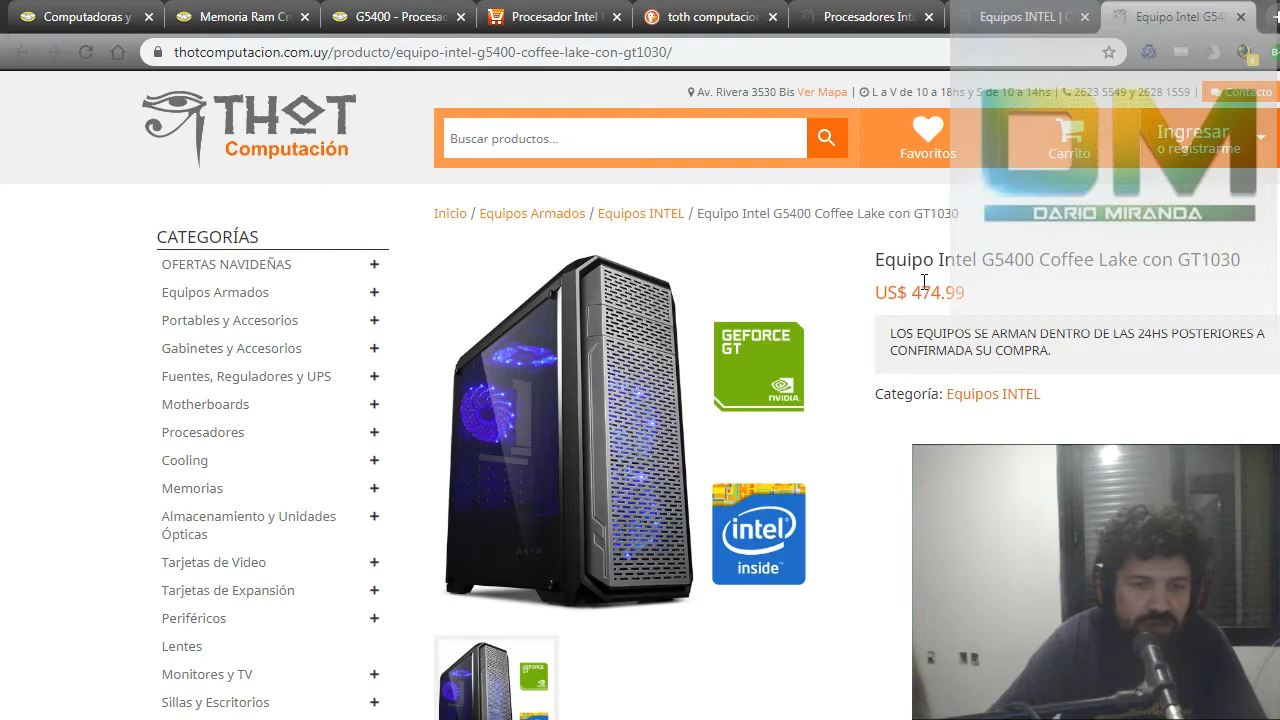 Computadoras y
Memoria Ram Cr
G5400 - Procesac
Procesador Intel I
toth computacior
Procesadores Inte
Equipos INTEL | C
Equipo Intel G54
thotcomputacion.com.uy/producto/equipo-intel-g5400-coffee-lake-con-gt1030/
THOT
Computación
Av. Rivera 3530 Bis Ver Mapa | L a V de 10 a 18hs y S de 10 a 14hs | 2623 5549 y 2628 1559 | Contacto
Buscar productos...
Favoritos
Carrito
Ingresar
o registrarme
DM
DARIO MIRANDA
Inicio / Equipos Armados / Equipos INTEL / Equipo Intel G5400 Coffee Lake con GT1030
CATEGORÍAS
OFERTAS NAVIDEÑAS +
Equipos Armados +
Portables y Accesorios +
Gabinetes y Accesorios +
Fuentes, Reguladores y UPS +
Motherboards +
Procesadores +
Cooling +
Memorias +
Almacenamiento y Unidades +
Ópticas
Tarjetas de Video +
Tarjetas de Expansión +
Periféricos +
Lentes
Monitores y TV +
Sillas y Escritorios +
GEFORCE
GT
NVIDIA.
intel
inside™
Equipo Intel G5400 Coffee Lake con GT1030
US$ 474.99
LOS EQUIPOS SE ARMAN DENTRO DE LAS 24HS POSTERIORES A
CONFIRMADA SU COMPRA.
Categoría: Equipos INTEL